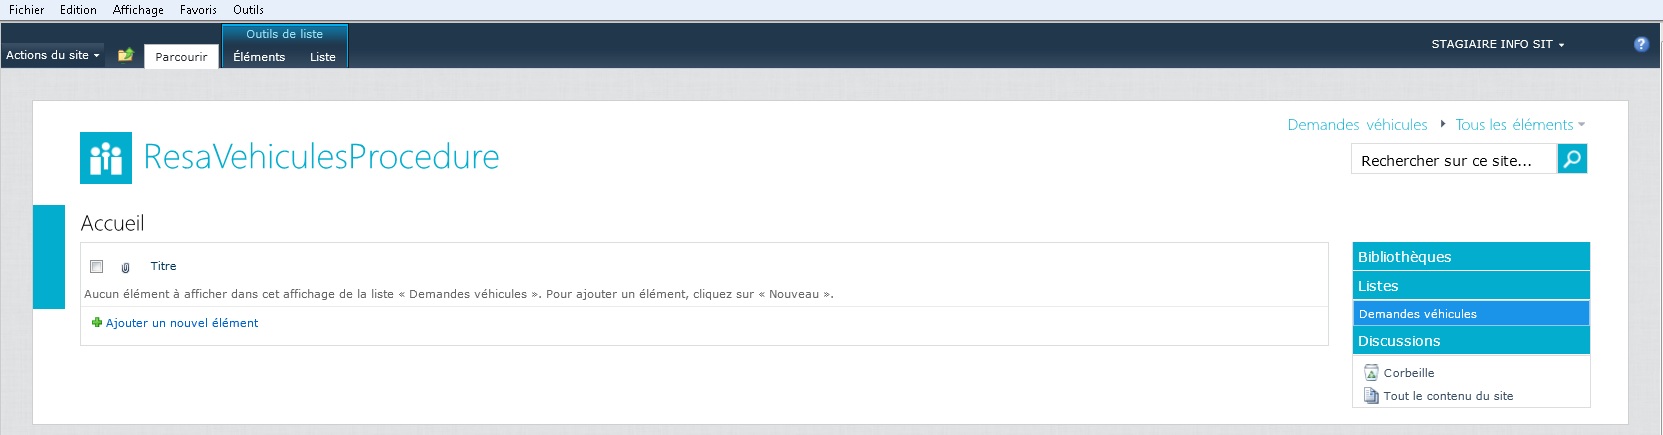 Fichier Edition Affichage Favoris Outils
Outils de liste
Actions du site Parcourir Éléments Liste STAGIAIRE INFO SIT
Demandes véhicules Tous les éléments
ResaVehiculesProcedure
Rechercher sur ce site...
Accueil
Titre
Aucun élément à afficher dans cet affichage de la liste « Demandes véhicules ». Pour ajouter un élément, cliquez sur « Nouveau ».
Ajouter un nouvel élément
Bibliothèques
Listes
Demandes véhicules
Discussions
Corbeille
Tout le contenu du site